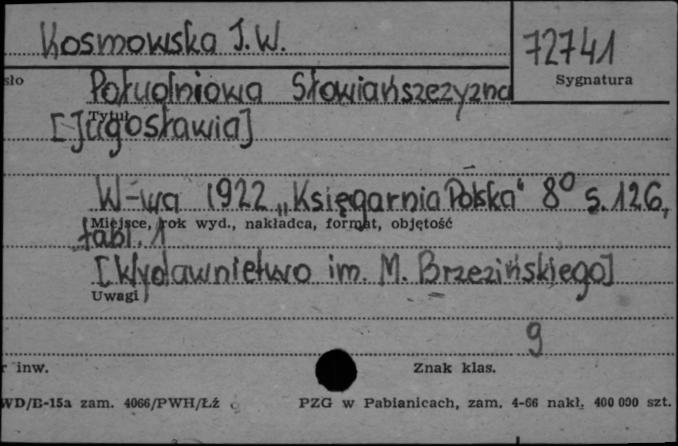 Kosmowska J. W.
72741
sło
Sygnatura
Południowa Słowiańszczyzna
Tytuł
[Jugosławia]
W-wa 1922 „Księgarnia Polska" 8° s. 126,
Miejsce, rok wyd., nakładca, format, objętość
tabl. 1
[Wydawnictwo im. M. Brzezińskiego]
Uwagi
9
r inw.
Znak klas.
WD/E-15a zam. 4066/PWH/Łź
PZG w Pabianicach, zam. 4-66 nakł. 400 000 szt.